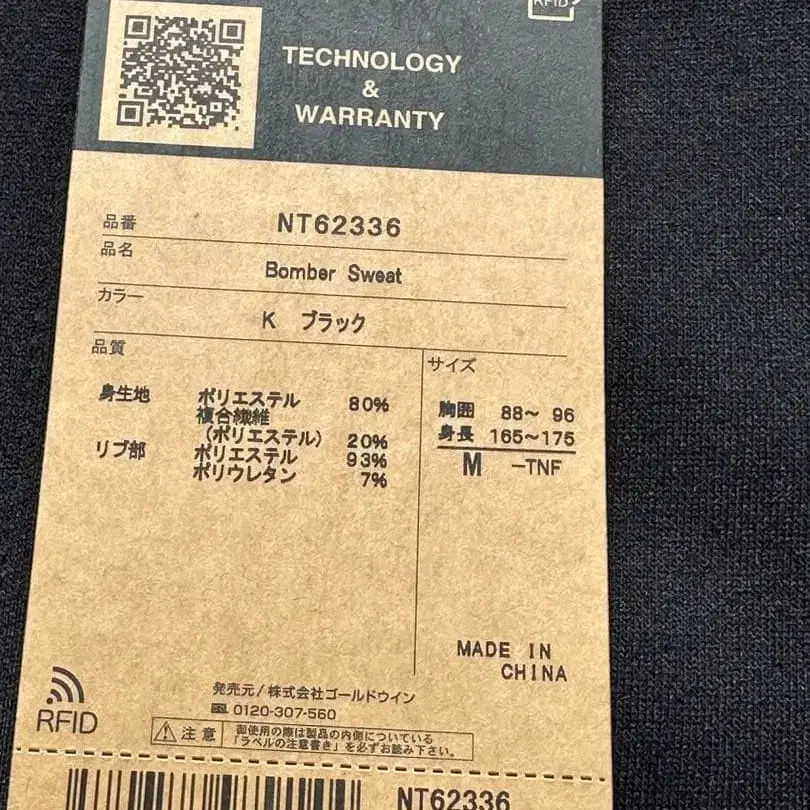 RFID
TECHNOLOGY
&
WARRANTY
品番 NT62336
品名
Bomber Sweat
カラー
K ブラック
品質
サイズ
身生地 ポリエステル 80%
複合繊維
(ポリエステル) 20%
リブ部 ポリエステル 93%
ポリウレタン 7%
胸囲 88~ 96
身長 165~175
M -TNF
MADE IN
CHINA
発売元/株式会社ゴールドウイン
0120-307-560
RFID
注意
御使用の際は製品の内側についている
「ラベルの注意書き」を必ずお読み下さい。
NT62336